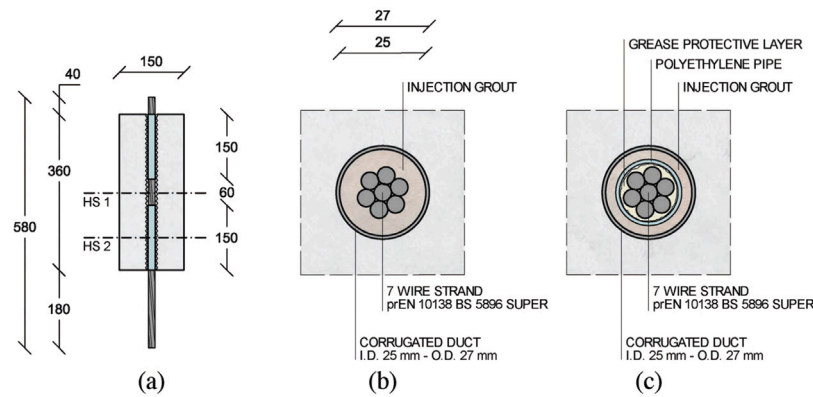 150
40
580
360
180
150
60
150
HS 1
HS 2
(a)
27
25
INJECTION GROUT
7 WIRE STRAND
prEN 10138 BS 5896 SUPER
CORRUGATED DUCT
I.D. 25 mm - O.D. 27 mm
(b)
GREASE PROTECTIVE LAYER
POLYETHYLENE PIPE
INJECTION GROUT
7 WIRE STRAND
prEN 10138 BS 5896 SUPER
CORRUGATED DUCT
I.D. 25 mm - O.D. 27 mm
(c)